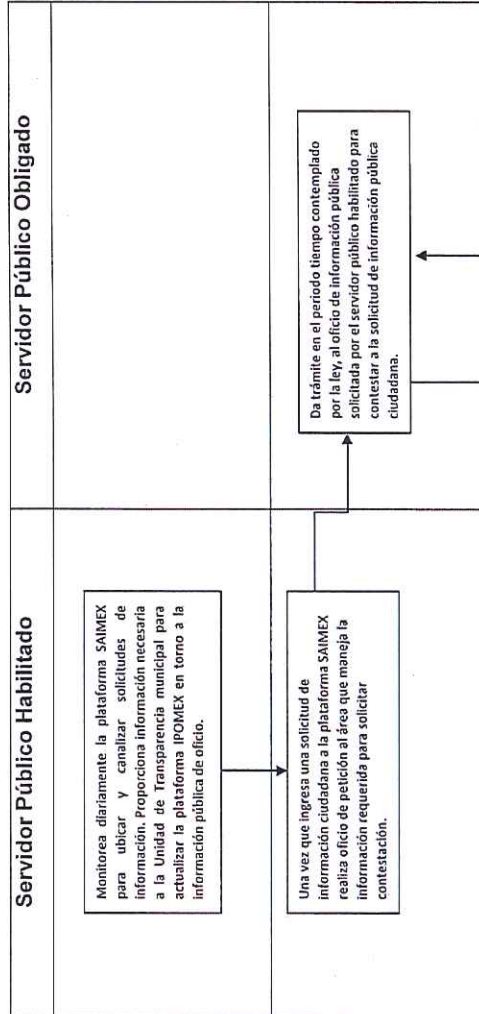 Servidor Público Habilitado
Servidor Público Obligado
Monitorea diariamente la plataforma SAIMEX
para ubicar y canalizar solicitudes de
información. Proporciona información necesaria
a la Unidad de Transparencia municipal para
actualizar la plataforma IPOMEX en torno a la
información pública de oficio.
Una vez que ingresa una solicitud de
información ciudadana a la plataforma SAIMEX
realiza oficio de petición al área que maneja la
información requerida para solicitar
contestación.
Da trámite en el periodo tiempo contemplado
por la ley, al oficio de información pública
solicitada por el servidor público habilitado para
contestar a la solicitud de información pública
ciudadana.